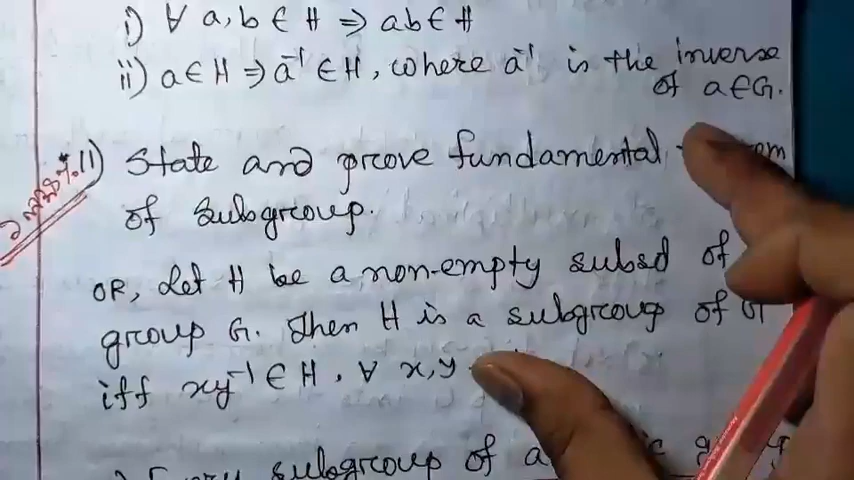 i) ∀ a, b ∈ H ⇒ ab ∈ H
ii) a ∈ H ⇒ a⁻¹ ∈ H, where a⁻¹ is the inverse
of a ∈ G.
*11) State and prove fundamental
of subgroup.
OR, Let H be a non-empty subset of
group G. Then H is a subgroup of G
iff xy⁻¹ ∈ H, ∀ x, y
subgroup of a